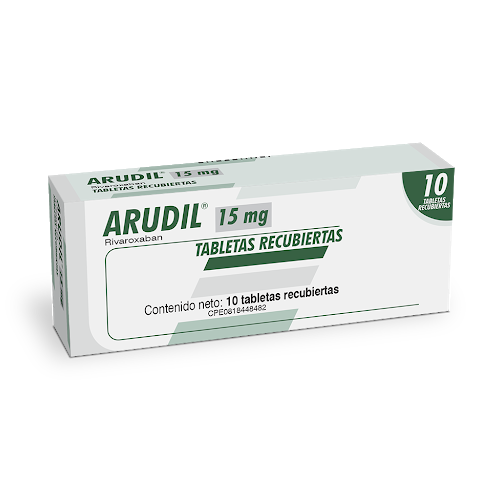 ARUDIL 15 mg
Rivaroxaban
TABLETAS RECUBIERTAS
10
TABLETAS
RECUBIERTAS
ARUDIL® 15 mg
Rivaroxaban
TABLETAS RECUBIERTAS
Contenido neto: 10 tabletas recubiertas
CPE0818448482